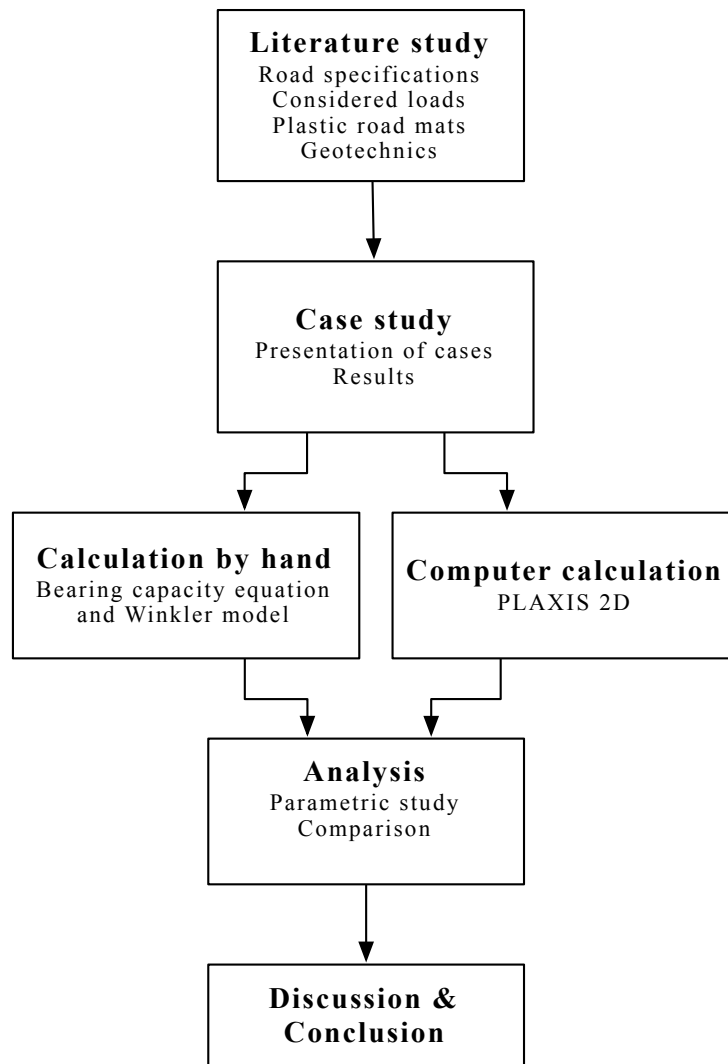 Literature study
Road specifications
Considered loads
Plastic road mats
Geotechnics
Case study
Presentation of cases
Results
Calculation by hand
Bearing capacity equation
and Winkler model
Computer calculation
PLAXIS 2D
Analysis
Parametric study
Comparison
Discussion &
Conclusion